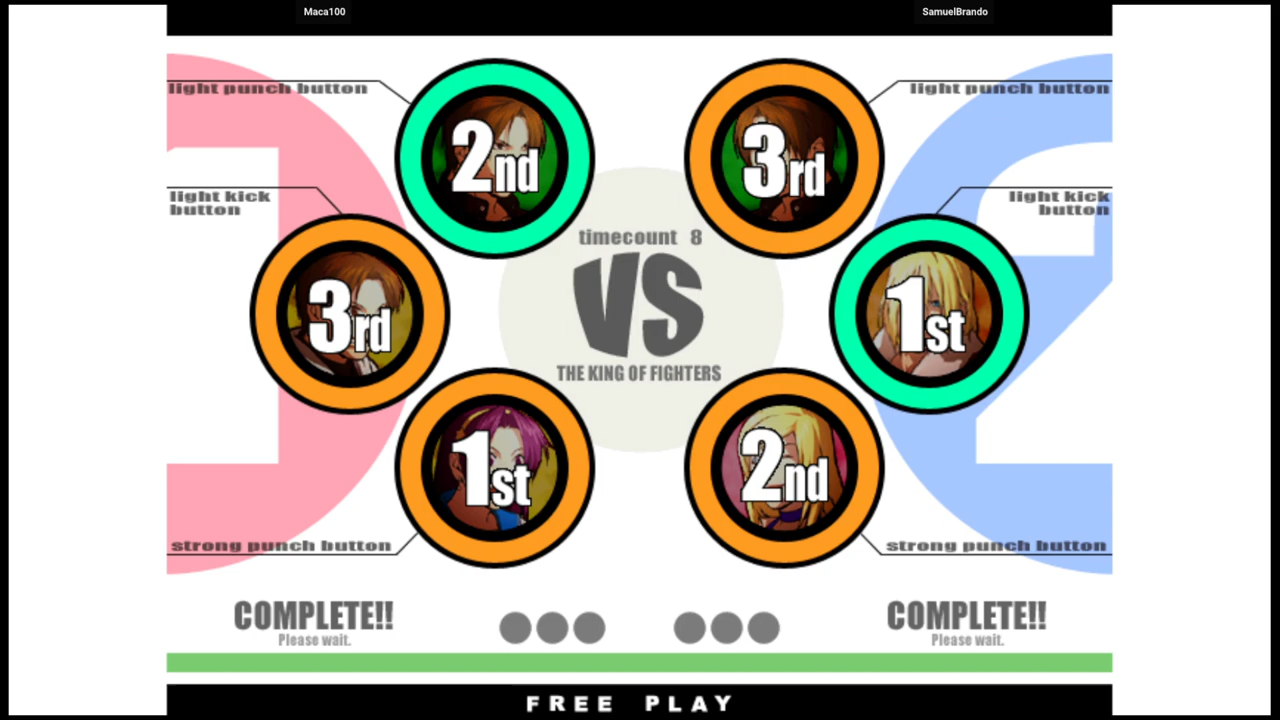 Maca100
SamuelBrando
light punch button
light punch button
2nd
3rd
light kick
button
light kick
button
timecount 8
VS
THE KING OF FIGHTERS
3rd
1st
1st
2nd
strong punch button
strong punch button
COMPLETE!!
Please wait.
COMPLETE!!
Please wait.
FREE PLAY
1
2